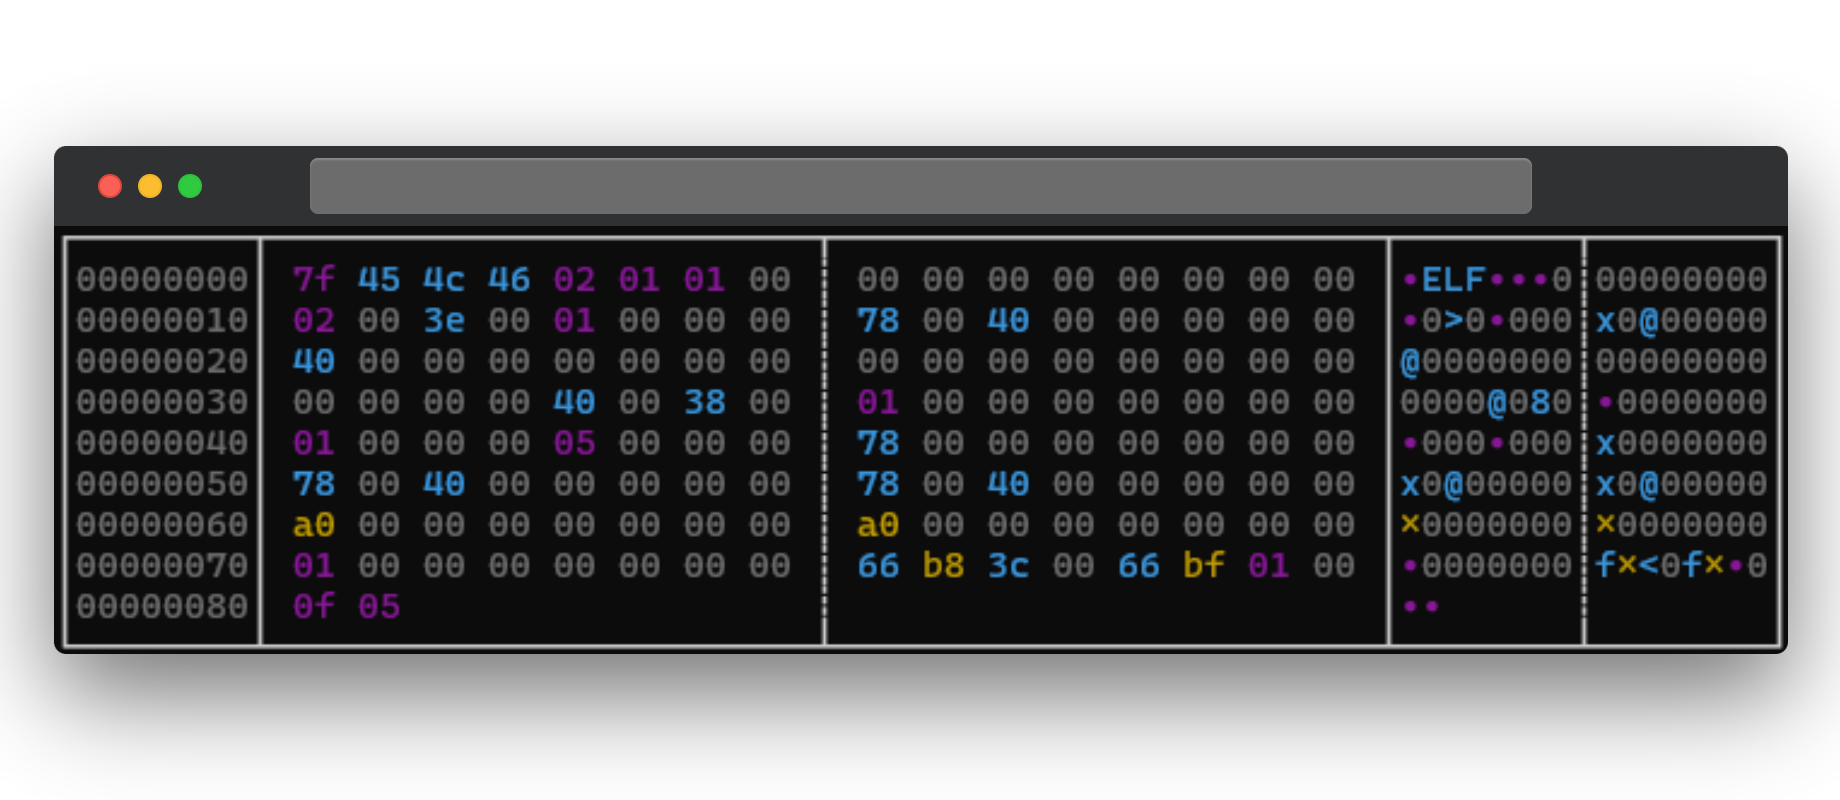 00000000 7f 45 4c 46 02 01 01 00 00 00 00 00 00 00 00 00 •ELF•••0 00000000
00000010 02 00 3e 00 01 00 00 00 78 00 40 00 00 00 00 00 •0>0•000 x0@00000
00000020 40 00 00 00 00 00 00 00 00 00 00 00 00 00 00 00 @0000000 00000000
00000030 00 00 00 00 40 00 38 00 01 00 00 00 00 00 00 00 0000@080 •0000000
00000040 01 00 00 00 05 00 00 00 78 00 00 00 00 00 00 00 •000•000 x0000000
00000050 78 00 40 00 00 00 00 00 78 00 40 00 00 00 00 00 x0@00000 x0@00000
00000060 a0 00 00 00 00 00 00 00 a0 00 00 00 00 00 00 00 ×0000000 ×0000000
00000070 01 00 00 00 00 00 00 00 66 b8 3c 00 66 bf 01 00 •0000000 f×<0f×•0
00000080 0f 05 ••